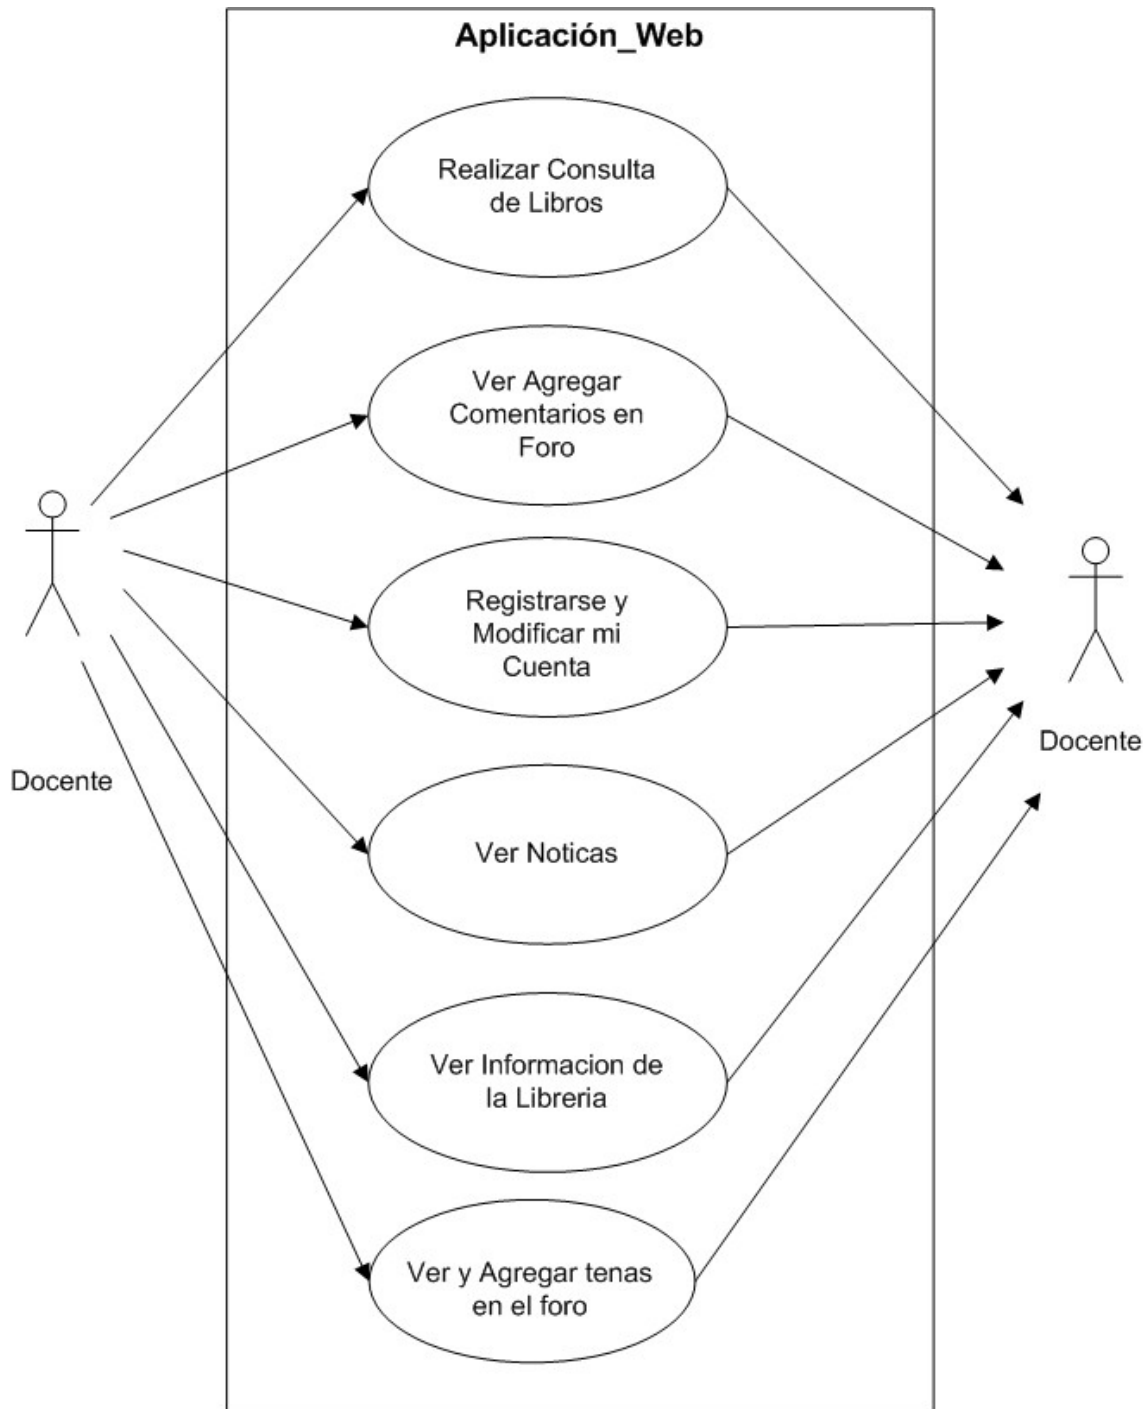 Aplicación_Web
Realizar Consulta
de Libros
Ver Agregar
Comentarios en
Foro
Registrarse y
Modificar mi
Cuenta
Docente
Docente
Ver Noticas
Ver Informacion de
la Libreria
Ver y Agregar tenas
en el foro